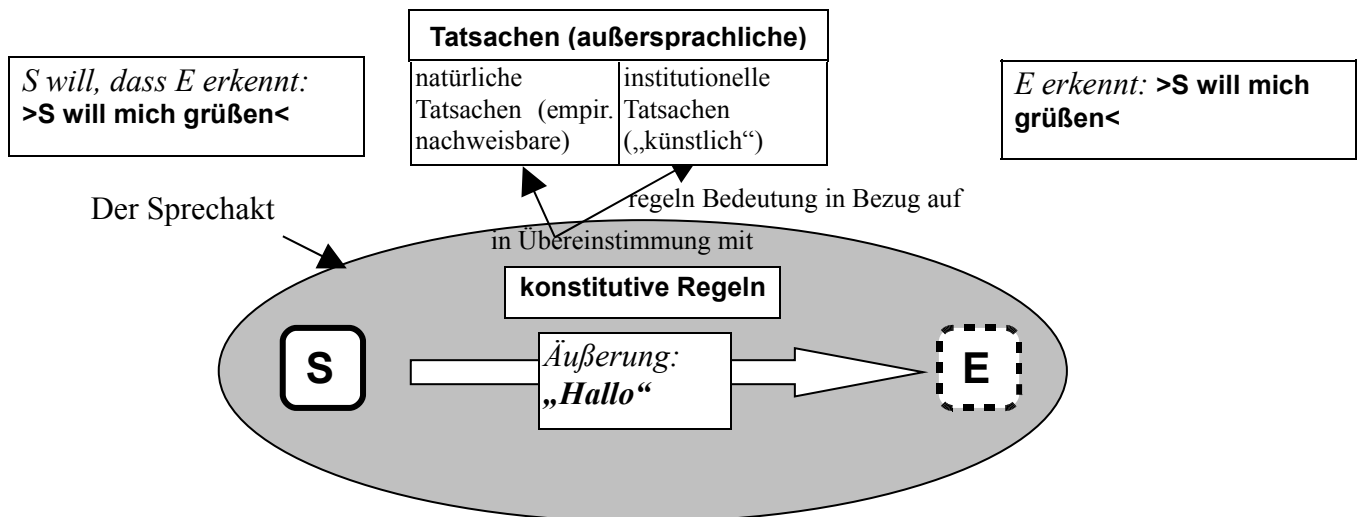 Tatsachen (außersprachliche)
S will, dass E erkennt:
>S will mich grüßen<
natürliche
Tatsachen (empir.
nachweisbare)
institutionelle
Tatsachen
(„künstlich“)
E erkennt: >S will mich
grüßen<
Der Sprechakt
regeln Bedeutung in Bezug auf
in Übereinstimmung mit
konstitutive Regeln
S
Äußerung:
„Hallo“
E